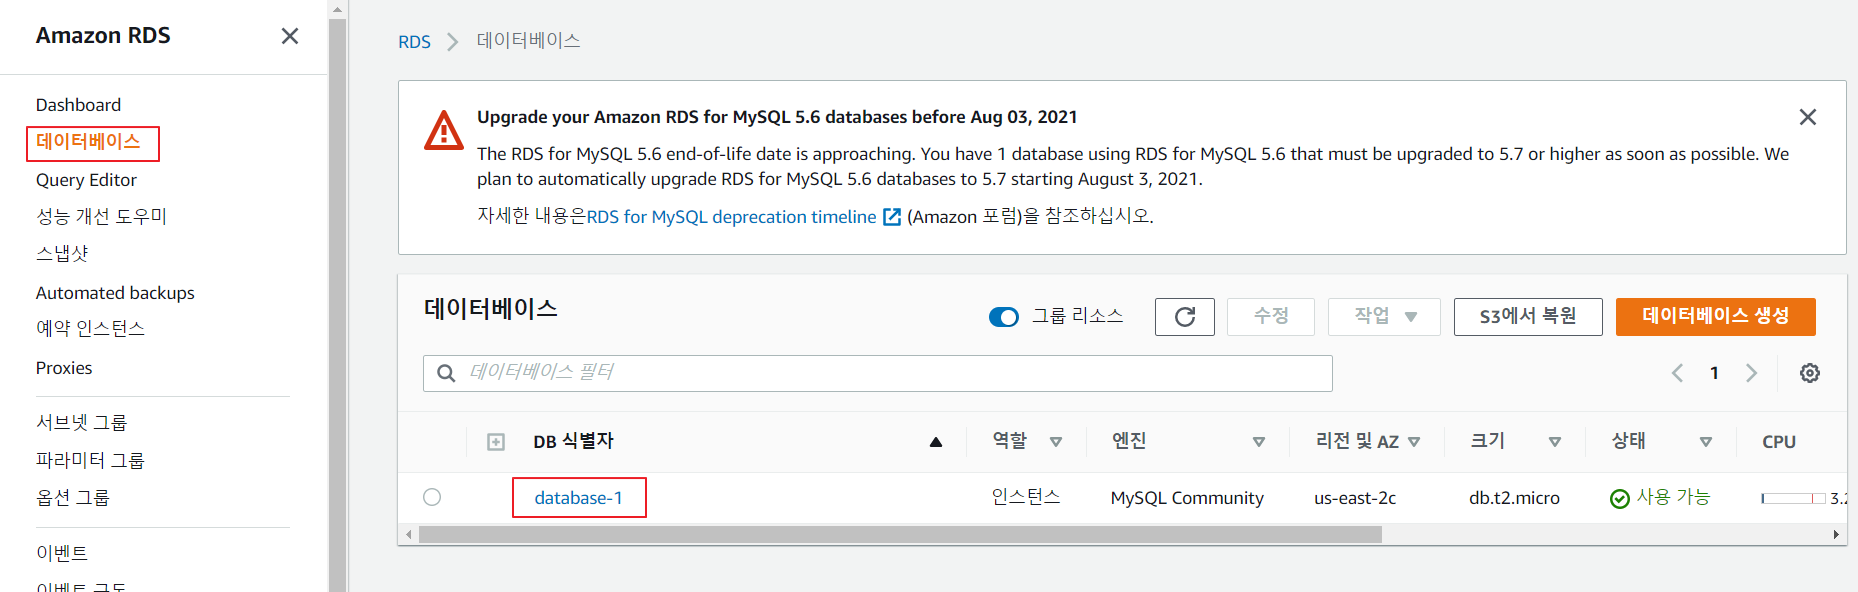 Amazon RDS
Dashboard
데이터베이스
Query Editor
성능 개선 도우미
스냅샷
Automated backups
예약 인스턴스
Proxies
서브넷 그룹
파라미터 그룹
옵션 그룹
이벤트
이벤트 구독
RDS 데이터베이스
Upgrade your Amazon RDS for MySQL 5.6 databases before Aug 03, 2021
The RDS for MySQL 5.6 end-of-life date is approaching. You have 1 database using RDS for MySQL 5.6 that must be upgraded to 5.7 or higher as soon as possible. We
plan to automatically upgrade RDS for MySQL 5.6 databases to 5.7 starting August 3, 2021.
자세한 내용은RDS for MySQL deprecation timeline (Amazon 포럼)을 참조하십시오.
데이터베이스 그룹 리소스 수정 작업 S3에서 복원 데이터베이스 생성
데이터베이스 필터 1
DB 식별자 역할 엔진 리전 및 AZ 크기 상태 CPU
database-1 인스턴스 MySQL Community us-east-2c db.t2.micro 사용 가능